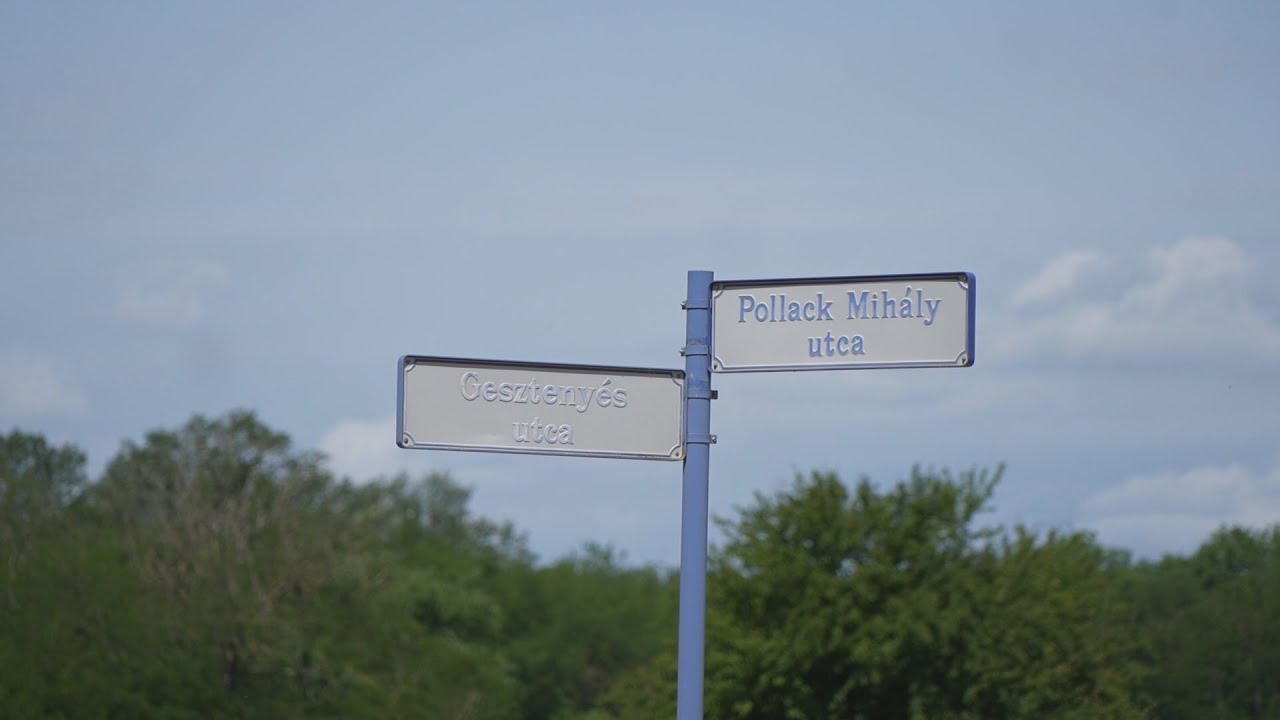 Pollack Mihály
utca
Gesztenyés
utca